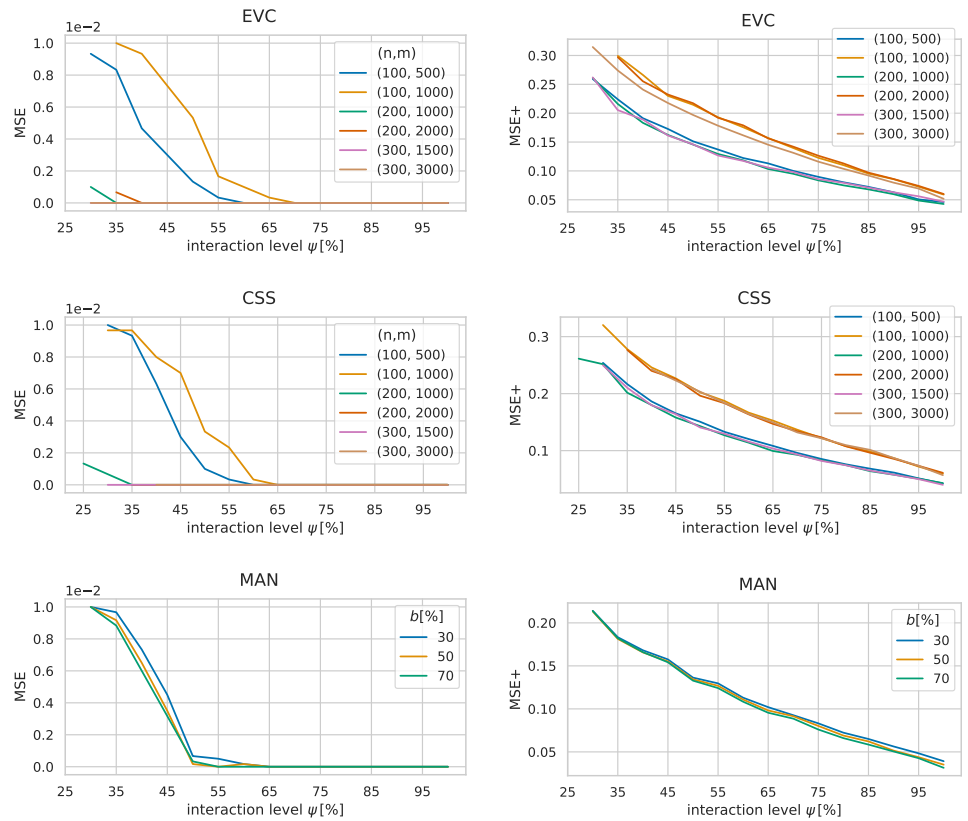 EVC
1e−2
MSE
1.0
0.8
0.6
0.4
0.2
0.0
25 35 45 55 65 75 85 95
interaction level ψ[%]
(n,m)
(100, 500)
(100, 1000)
(200, 1000)
(200, 2000)
(300, 1500)
(300, 3000)
EVC
MSE+
0.30
0.25
0.20
0.15
0.10
0.05
25 35 45 55 65 75 85 95
interaction level ψ[%]
(100, 500)
(100, 1000)
(200, 1000)
(200, 2000)
(300, 1500)
(300, 3000)
CSS
1e−2
MSE
1.0
0.8
0.6
0.4
0.2
0.0
25 35 45 55 65 75 85 95
interaction level ψ[%]
(n,m)
(100, 500)
(100, 1000)
(200, 1000)
(200, 2000)
(300, 1500)
(300, 3000)
CSS
MSE+
0.3
0.2
0.1
25 35 45 55 65 75 85 95
interaction level ψ[%]
(100, 500)
(100, 1000)
(200, 1000)
(200, 2000)
(300, 1500)
(300, 3000)
MAN
1e−2
MSE
1.0
0.8
0.6
0.4
0.2
0.0
25 35 45 55 65 75 85 95
interaction level ψ[%]
b[%]
30
50
70
MAN
MSE+
0.20
0.15
0.10
0.05
25 35 45 55 65 75 85 95
interaction level ψ[%]
b[%]
30
50
70